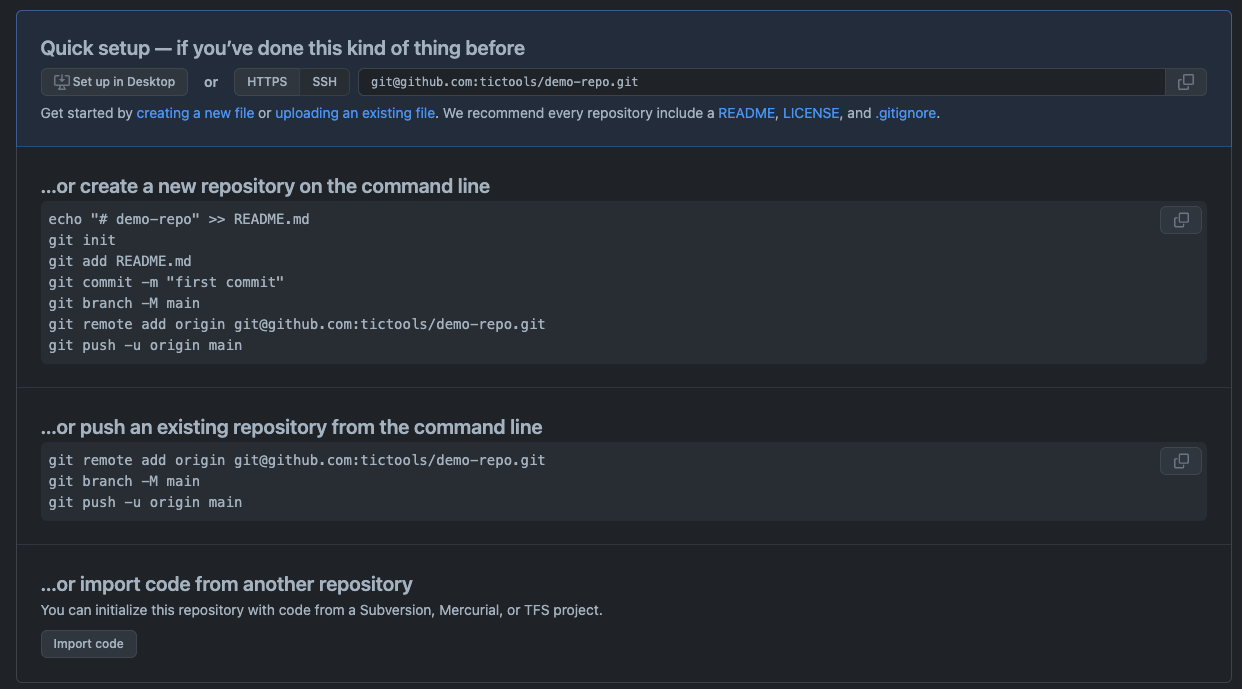 Quick setup — if you’ve done this kind of thing before
Set up in Desktop or HTTPS SSH git@github.com:tictools/demo-repo.git
Get started by creating a new file or uploading an existing file. We recommend every repository include a README, LICENSE, and .gitignore.
…or create a new repository on the command line
echo "# demo-repo" >> README.md
git init
git add README.md
git commit -m "first commit"
git branch -M main
git remote add origin git@github.com:tictools/demo-repo.git
git push -u origin main
…or push an existing repository from the command line
git remote add origin git@github.com:tictools/demo-repo.git
git branch -M main
git push -u origin main
…or import code from another repository
You can initialize this repository with code from a Subversion, Mercurial, or TFS project.
Import code